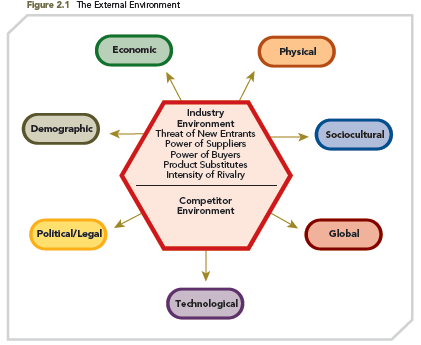 Figure 2.1 The External Environment
Economic
Physical
Industry
Environment
Threat of New Entrants
Power of Suppliers
Power of Buyers
Product Substitutes
Intensity of Rivalry
Demographic
Sociocultural
Competitor
Environment
Political/Legal
Global
Technological